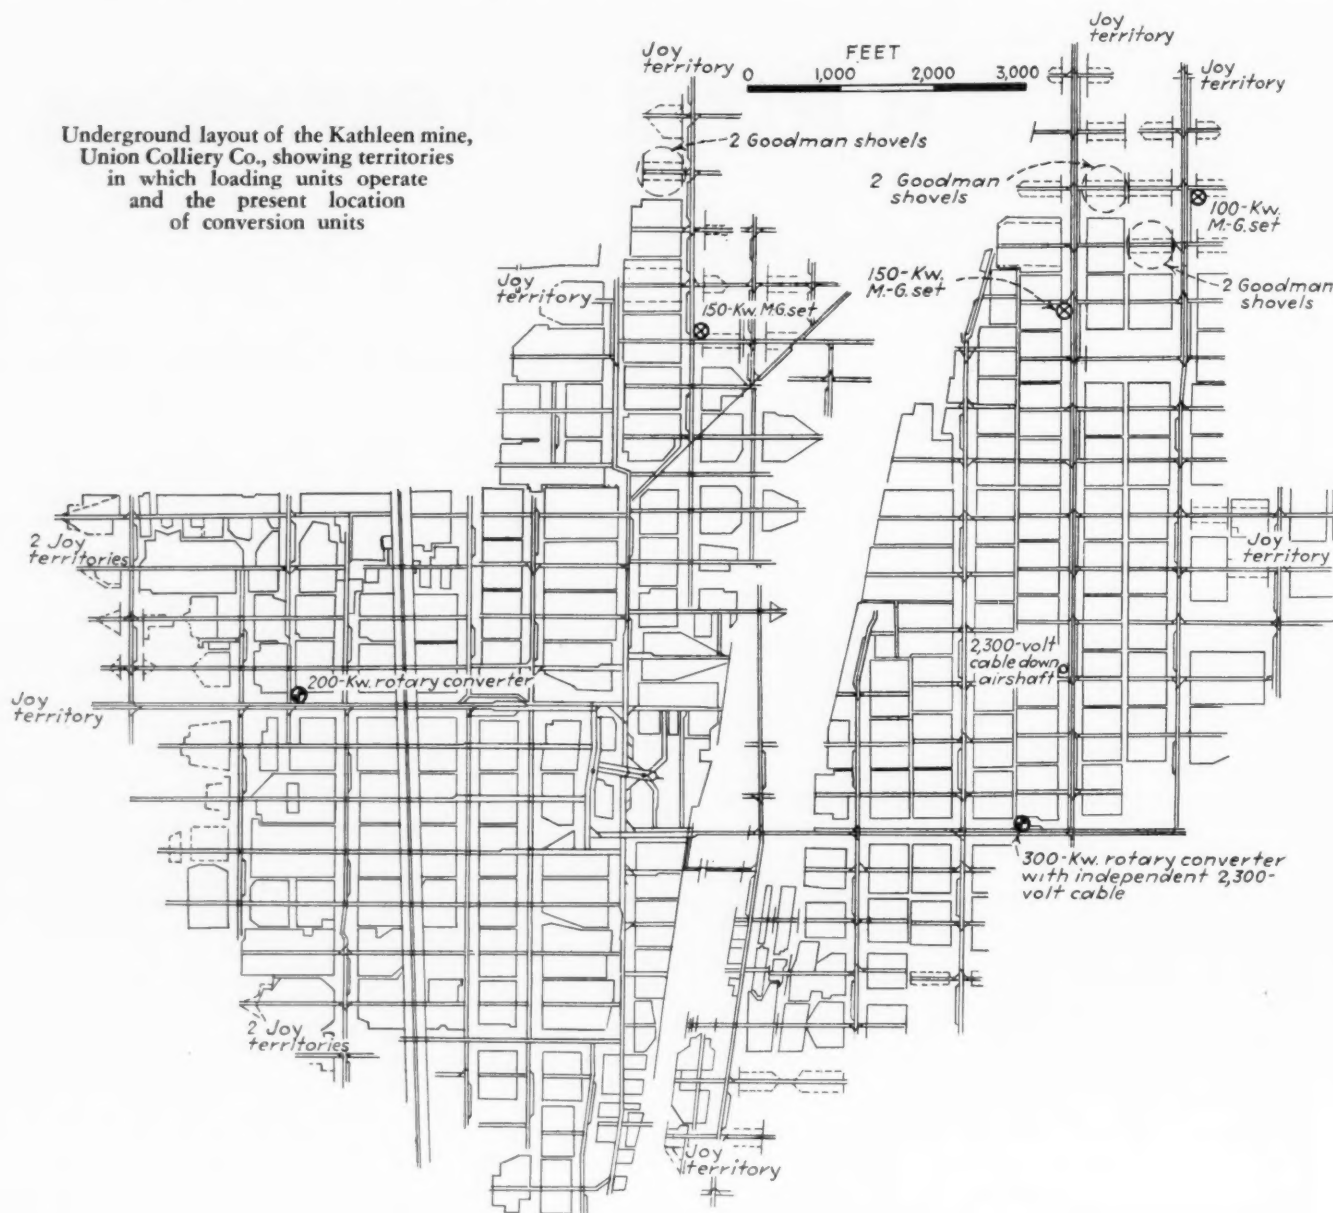 Joy
territory
Joy
territory
FEET
0 1,000 2,000 3,000
Joy
territory
Underground layout of the Kathleen mine,
Union Colliery Co., showing territories
in which loading units operate
and the present location
of conversion units
2 Goodman shovels
2 Goodman
shovels
100-Kw.
M.-G. set
150-Kw.
M.-G. set
2 Goodman
shovels
Joy
territory
150-Kw. M.G. set
2 Joy
territories
Joy
territory
2,300-volt
cable down
airshaft
200-Kw. rotary converter
Joy
territory
300-Kw. rotary converter
with independent 2,300-
volt cable
2 Joy
territories
Joy
territory